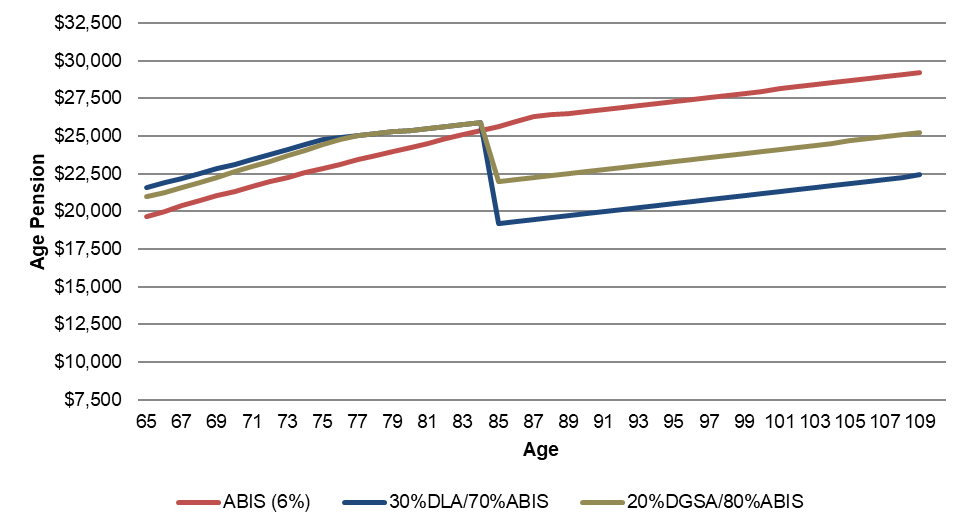 $32,500
$30,000
$27,500
$25,000
$22,500
$20,000
$17,500
$15,000
$12,500
$10,000
$7,500
Age Pension
65 67 69 71 73 75 77 79 81 83 85 87 89 91 93 95 97 99 101 103 105 107 109
Age
ABIS (6%) 30%DLA/70%ABIS 20%DGSA/80%ABIS